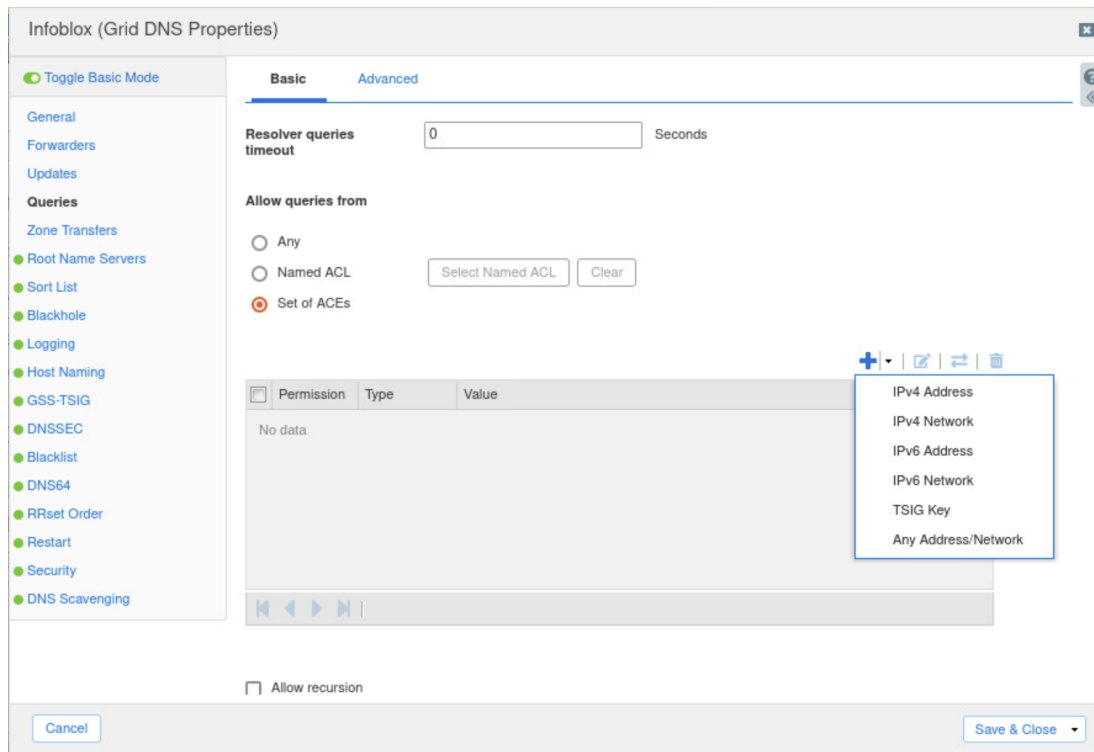 Infoblox (Grid DNS Properties)
Toggle Basic Mode
General
Forwarders
Updates
Queries
Zone Transfers
Root Name Servers
Sort List
Blackhole
Logging
Host Naming
GSS-TSIG
DNSSEC
Blacklist
DNS64
RRset Order
Restart
Security
DNS Scavenging
Basic Advanced
Resolver queries
timeout
0 Seconds
Allow queries from
Any
Named ACL Select Named ACL Clear
Set of ACEs
Permission Type Value
No data
IPv4 Address
IPv4 Network
IPv6 Address
IPv6 Network
TSIG Key
Any Address/Network
Allow recursion
Cancel Save & Close